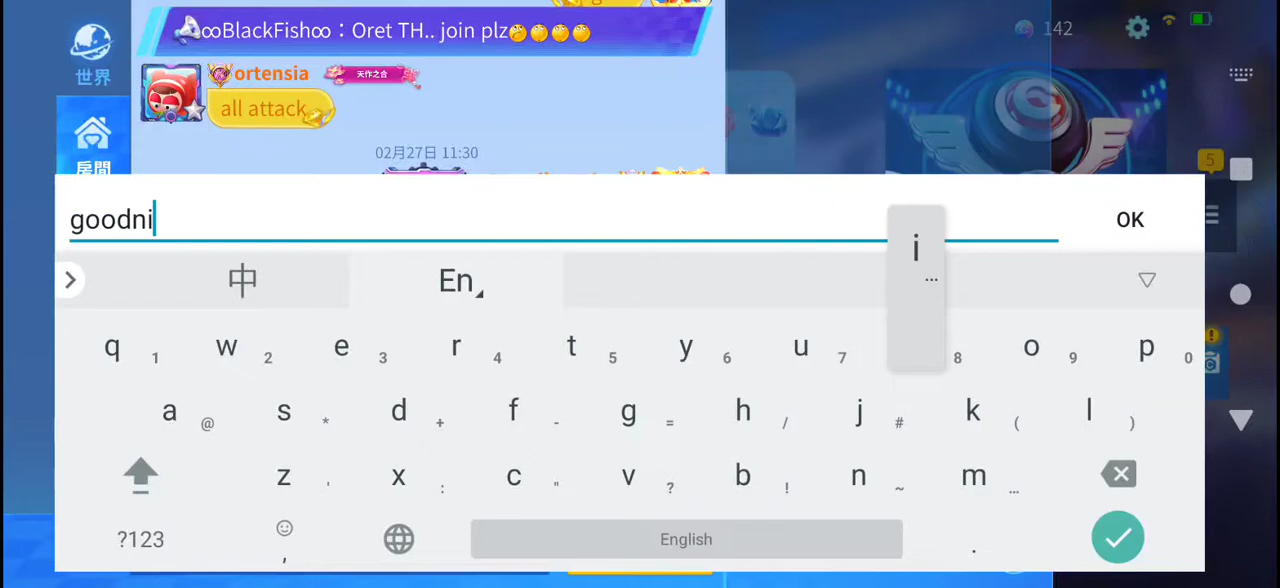 ∞BlackFish∞：Oret TH.. join plz
142
世界
ortensia
天作之合
all attack
02月27日 11:30
房間
5
goodni
OK
i
...
中
En
q 1 w 2 e 3 r 4 t 5 y 6 u 7 8 o 9 p 0
a @ s * d + f - g = h / j # k ( l )
z ' x : c " v ? b ! n ~ m ...
?123 , English .